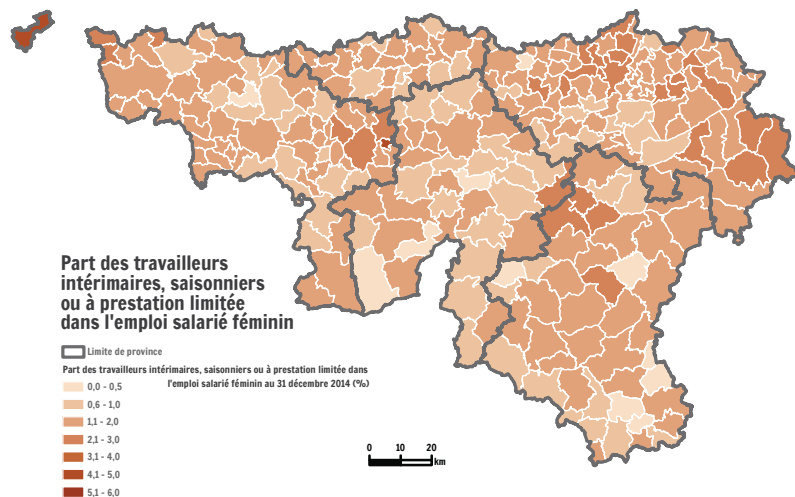 Part des travailleurs
intérimaires, saisonniers
ou à prestation limitée
dans l'emploi salarié féminin
Limite de province
Part des travailleurs intérimaires, saisonniers ou à prestation limitée dans
l'emploi salarié féminin au 31 décembre 2014 (%)
0,0 - 0,5
0,6 - 1,0
1,1 - 2,0
2,1 - 3,0
3,1 - 4,0
4,1 - 5,0
5,1 - 6,0
0 10 20
km